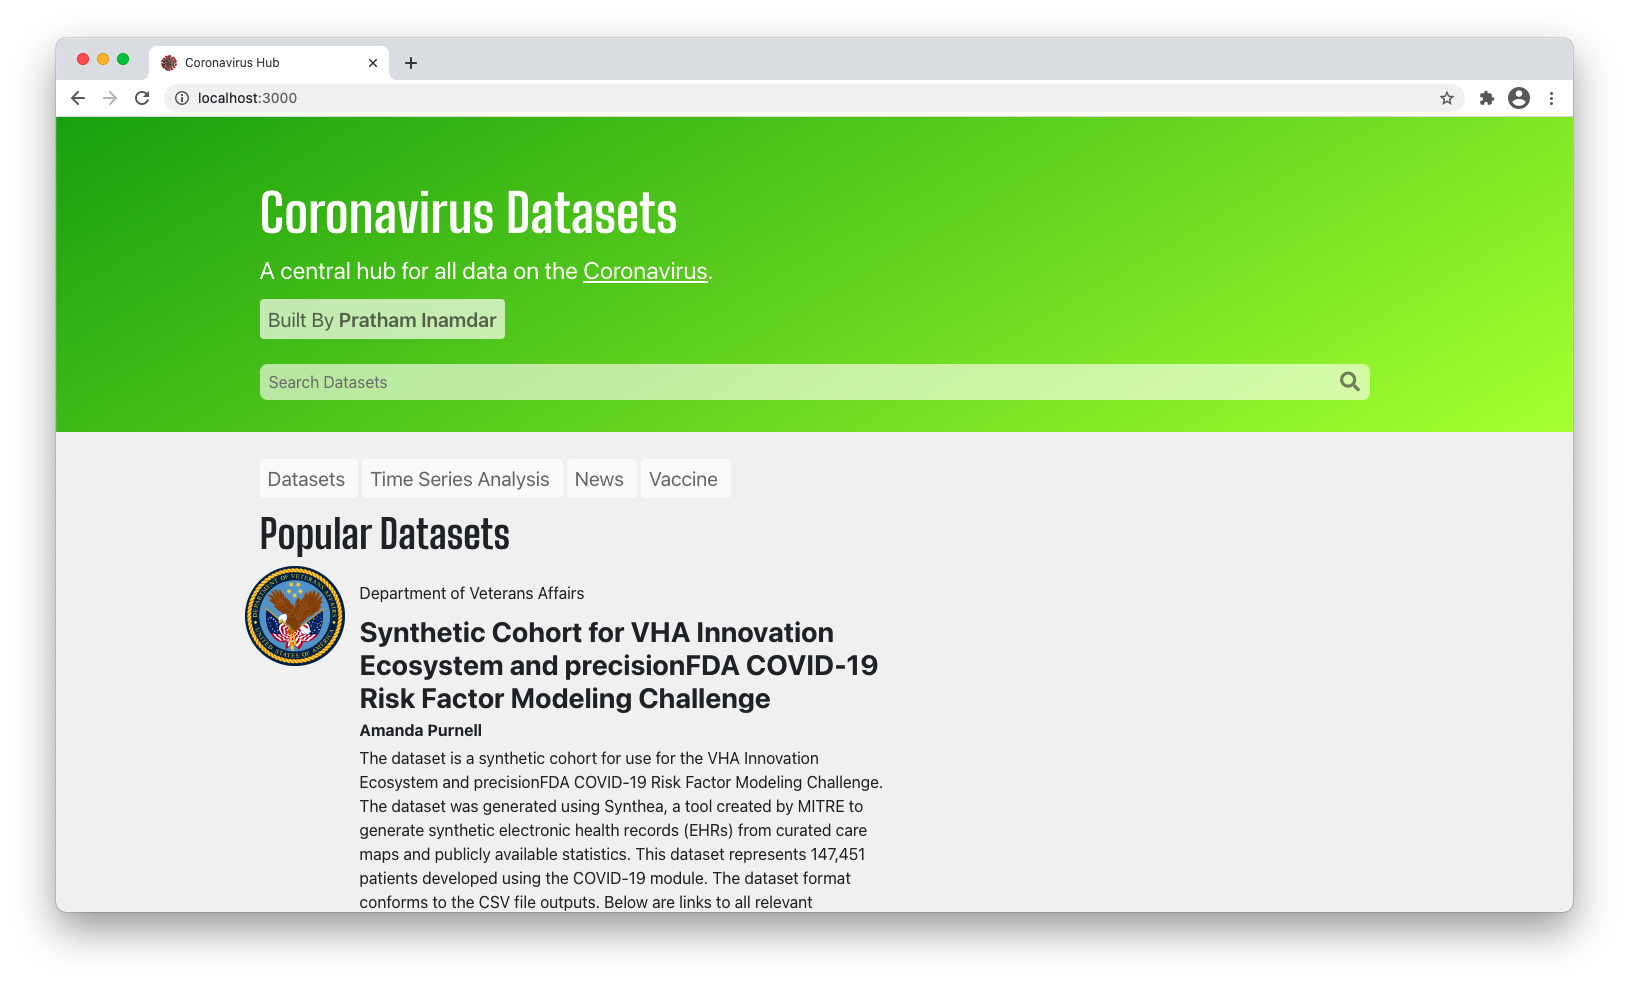 Coronavirus Hub
localhost:3000
Coronavirus Datasets
A central hub for all data on the Coronavirus.
Built By Pratham Inamdar
Search Datasets
Datasets Time Series Analysis News Vaccine
Popular Datasets
DEPARTMENT OF VETERANS AFFAIRS
UNITED STATES OF AMERICA
Department of Veterans Affairs
Synthetic Cohort for VHA Innovation
Ecosystem and precisionFDA COVID-19
Risk Factor Modeling Challenge
Amanda Purnell
The dataset is a synthetic cohort for use for the VHA Innovation
Ecosystem and precisionFDA COVID-19 Risk Factor Modeling Challenge.
The dataset was generated using Synthea, a tool created by MITRE to
generate synthetic electronic health records (EHRs) from curated care
maps and publicly available statistics. This dataset represents 147,451
patients developed using the COVID-19 module. The dataset format
conforms to the CSV file outputs. Below are links to all relevant